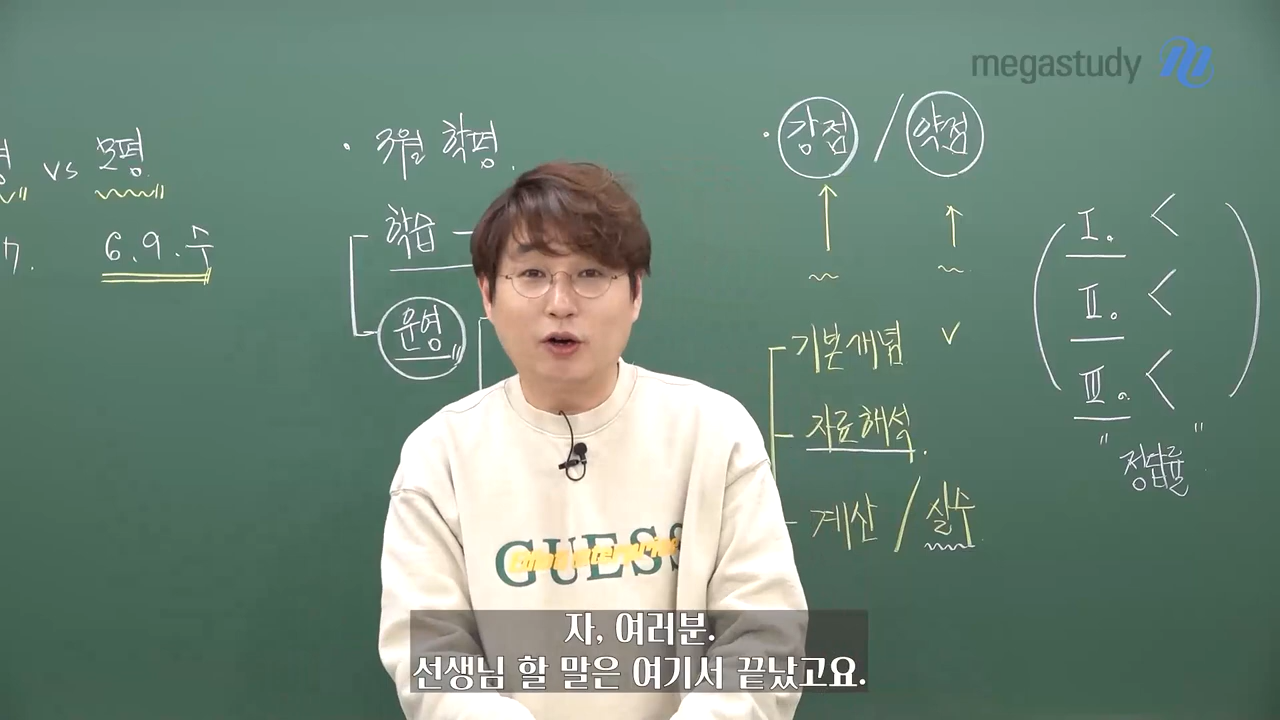 megastudy
vs 모평
6. 9. 수
· 3월 학평.
학습
운영
· 강점 / 약점
기본개념 ✓
자료해석.
계산 / 실수
I. <
II. <
III. <
"정답률"
GUESS
자, 여러분.
선생님 할 말은 여기서 끝났고요.